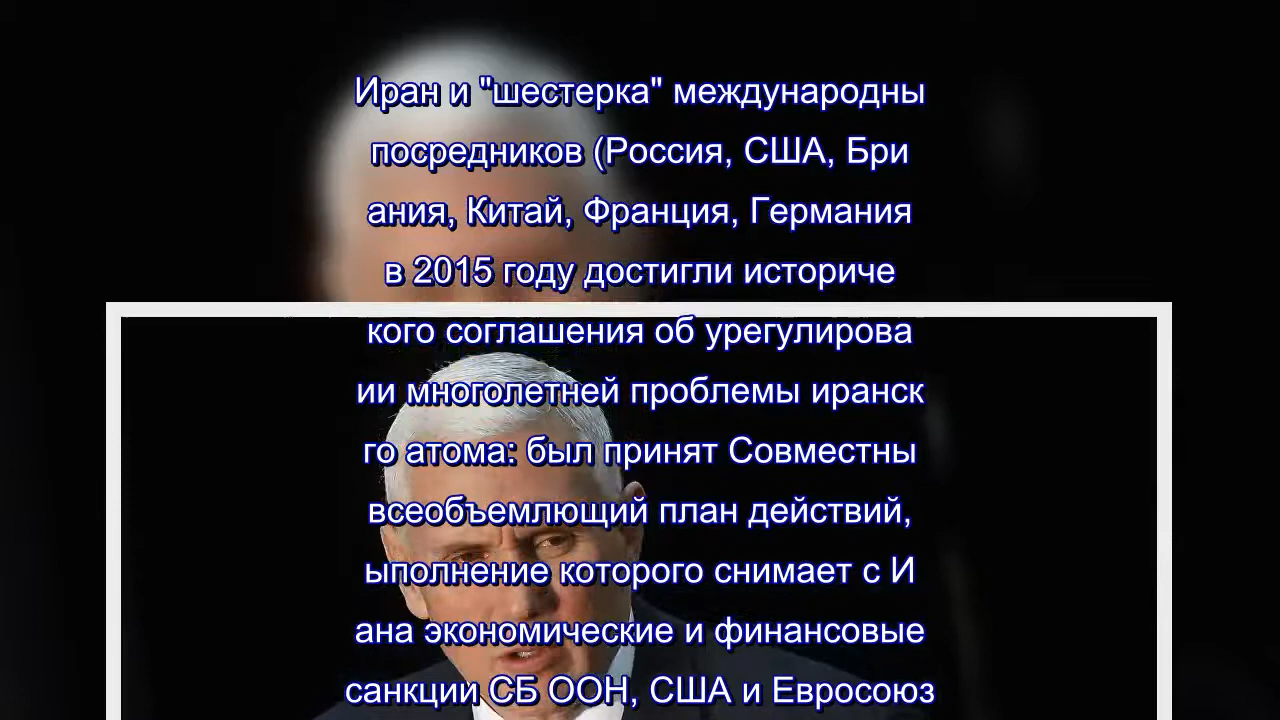 Иран и "шестерка" международны
посредников (Россия, США, Бри
ания, Китай, Франция, Германия
в 2015 году достигли историче
кого соглашения об урегулирова
ии многолетней проблемы иранск
го атома: был принят Совместны
всеобъемлющий план действий,
ыполнение которого снимает с И
ана экономические и финансовые
санкции СБ ООН, США и Евросоюз